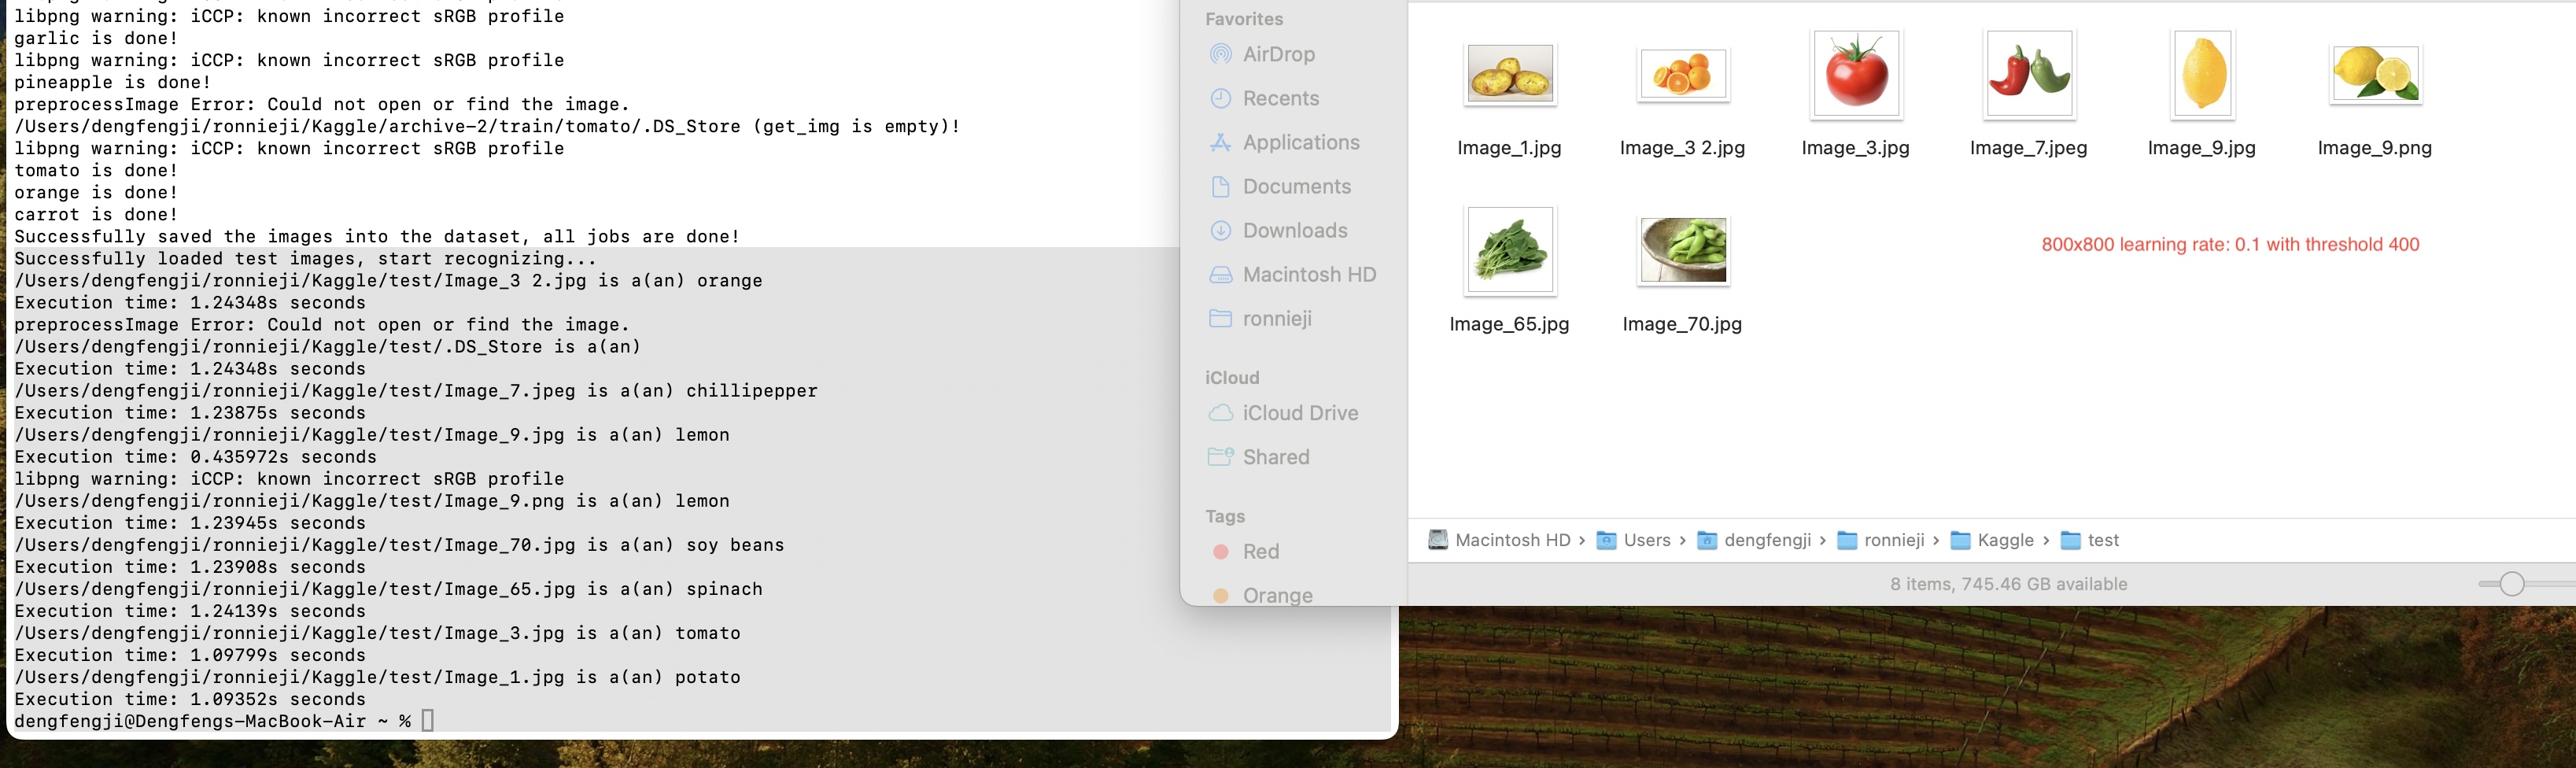 libpng warning: iCCP: known incorrect sRGB profile
garlic is done!
libpng warning: iCCP: known incorrect sRGB profile
pineapple is done!
preprocessImage Error: Could not open or find the image.
/Users/dengfengji/ronnieji/Kaggle/archive-2/train/tomato/.DS_Store (get_img is empty)!
libpng warning: iCCP: known incorrect sRGB profile
tomato is done!
orange is done!
carrot is done!
Successfully saved the images into the dataset, all jobs are done!
Successfully loaded test images, start recognizing...
/Users/dengfengji/ronnieji/Kaggle/test/Image_3 2.jpg is a(an) orange
Execution time: 1.24348s seconds
preprocessImage Error: Could not open or find the image.
/Users/dengfengji/ronnieji/Kaggle/test/.DS_Store is a(an)
Execution time: 1.24348s seconds
/Users/dengfengji/ronnieji/Kaggle/test/Image_7.jpeg is a(an) chillipepper
Execution time: 1.23875s seconds
/Users/dengfengji/ronnieji/Kaggle/test/Image_9.jpg is a(an) lemon
Execution time: 0.435972s seconds
libpng warning: iCCP: known incorrect sRGB profile
/Users/dengfengji/ronnieji/Kaggle/test/Image_9.png is a(an) lemon
Execution time: 1.23945s seconds
/Users/dengfengji/ronnieji/Kaggle/test/Image_70.jpg is a(an) soy beans
Execution time: 1.23908s seconds
/Users/dengfengji/ronnieji/Kaggle/test/Image_65.jpg is a(an) spinach
Execution time: 1.24139s seconds
/Users/dengfengji/ronnieji/Kaggle/test/Image_3.jpg is a(an) tomato
Execution time: 1.09799s seconds
/Users/dengfengji/ronnieji/Kaggle/test/Image_1.jpg is a(an) potato
Execution time: 1.09352s seconds
dengfengji@Dengfengs-MacBook-Air ~ %
Favorites
AirDrop
Recents
Applications
Documents
Downloads
Macintosh HD
ronnieji
iCloud
iCloud Drive
Shared
Tags
Red
Orange
Image_1.jpg Image_3 2.jpg Image_3.jpg Image_7.jpeg Image_9.jpg Image_9.png
800x800 learning rate: 0.1 with threshold 400
Image_65.jpg Image_70.jpg
Macintosh HD › Users › dengfengji › ronnieji › Kaggle › test
8 items, 745.46 GB available